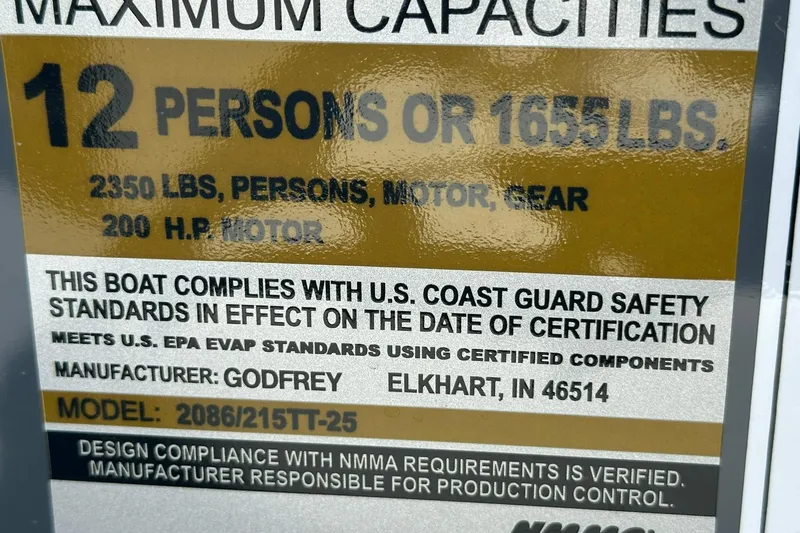 MAXIMUM CAPACITIES
12 PERSONS OR 1655 LBS.
2350 LBS, PERSONS, MOTOR, GEAR
200 H.P. MOTOR
THIS BOAT COMPLIES WITH U.S. COAST GUARD SAFETY
STANDARDS IN EFFECT ON THE DATE OF CERTIFICATION
MEETS U.S. EPA EVAP STANDARDS USING CERTIFIED COMPONENTS
MANUFACTURER: GODFREY ELKHART, IN 46514
MODEL: 2086/215TT-25
DESIGN COMPLIANCE WITH NMMA REQUIREMENTS IS VERIFIED.
MANUFACTURER RESPONSIBLE FOR PRODUCTION CONTROL.
NMMA